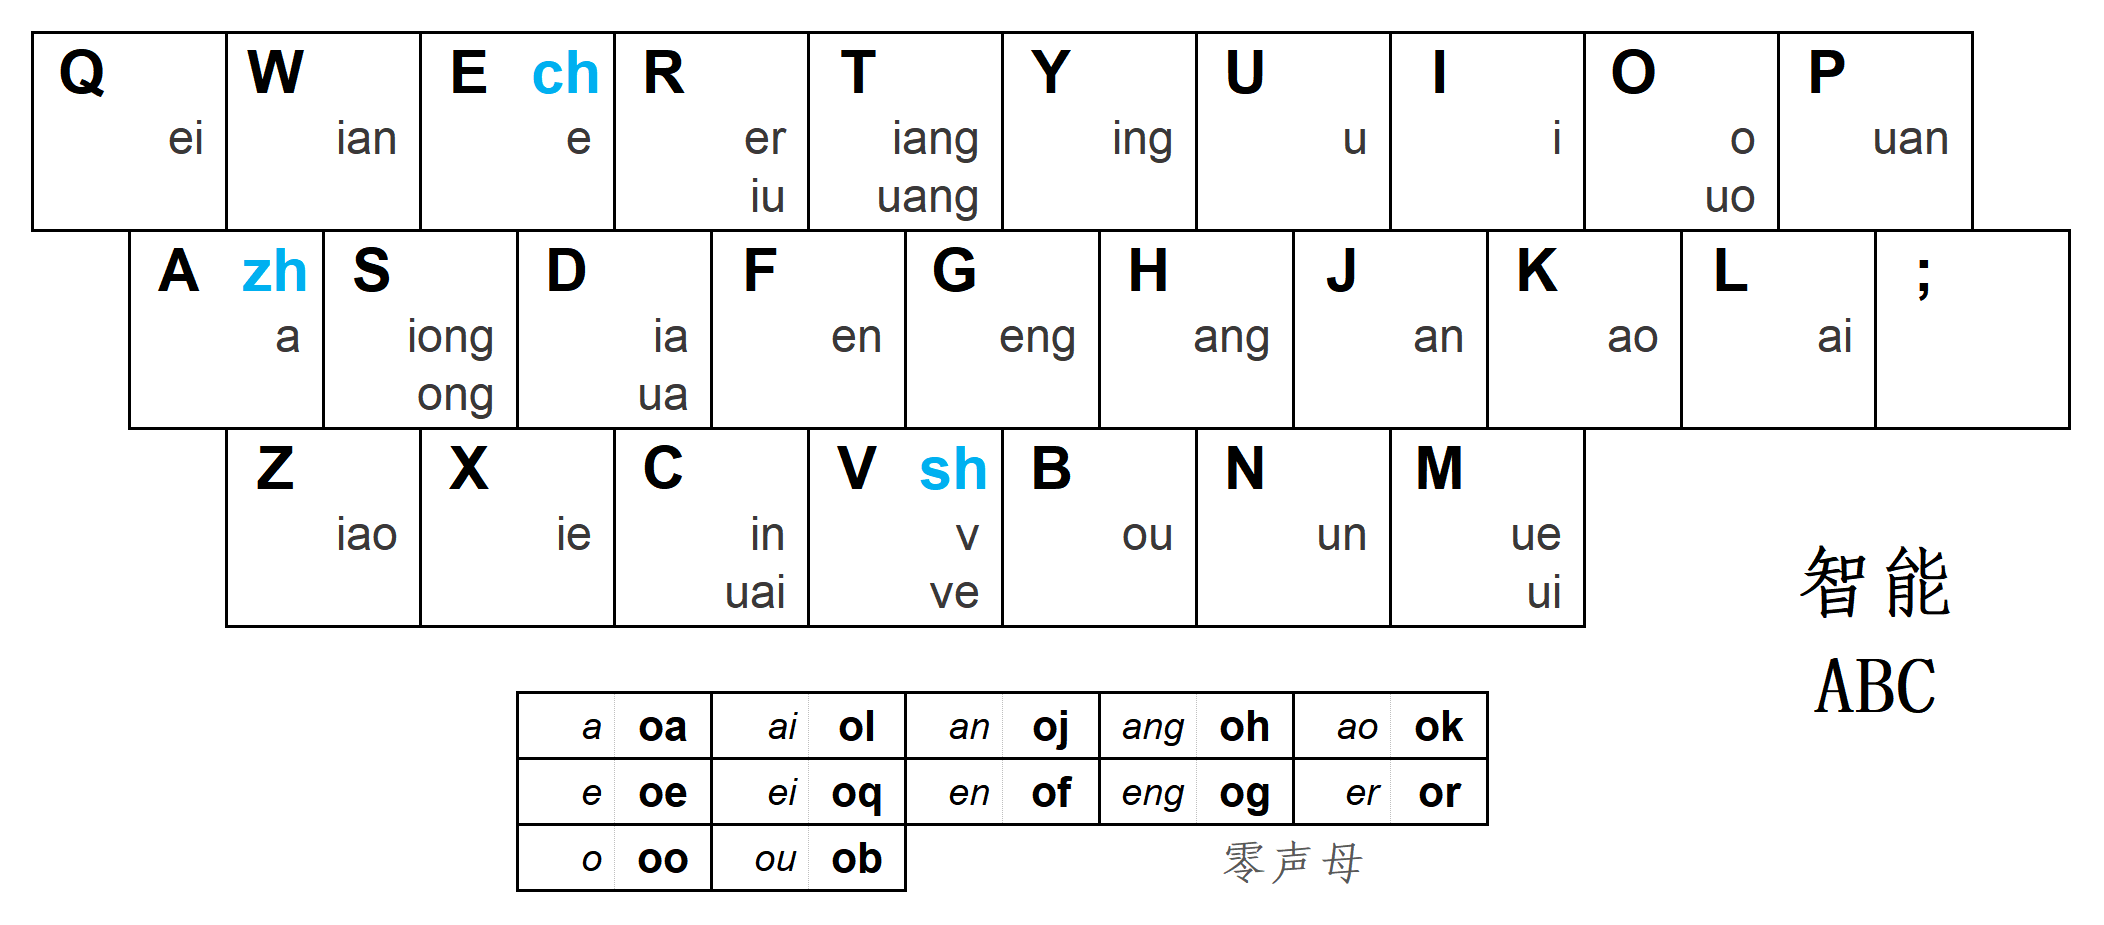 Q W E ch R T Y U I O P
ei ian e er iang ing u i o uan
iu uang uo
A zh S D F G H J K L ;
a iong ia en eng ang an ao ai
ong ua
Z X C V sh B N M
iao ie in v ou un ue
uai ve ui
智能
ABC
a oa ai ol an oj ang oh ao ok
e oe ei oq en of eng og er or
o oo ou ob
零声母